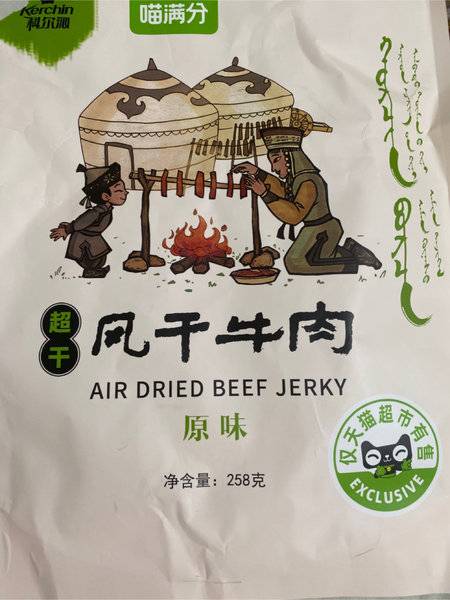 Kerchin
科尔沁
喵满分
超干
风干牛肉
AIR DRIED BEEF JERKY
原味
净含量：258克
仅天猫超市有售
EXCLUSIVE